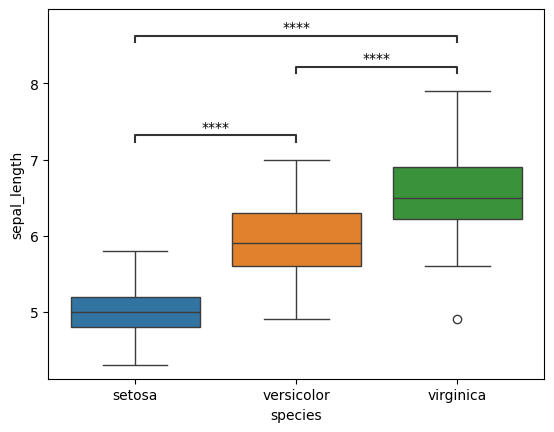 ****
****
****
8
7
6
5
sepal_length
setosa versicolor virginica
species